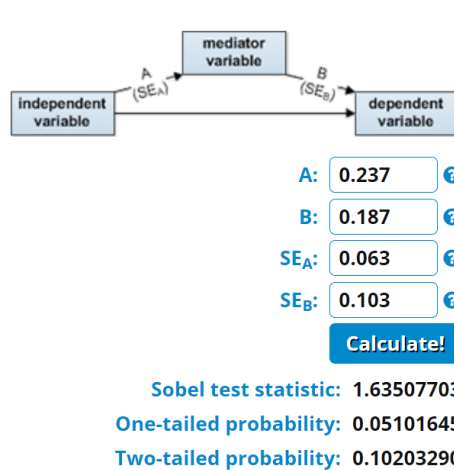 mediator
variable
A
(SEA)
B
(SEB)
independent
variable
dependent
variable
A: 0.237 ?
B: 0.187 ?
SEA: 0.063 ?
SEB: 0.103 ?
Calculate!
Sobel test statistic: 1.63507703
One-tailed probability: 0.05101645
Two-tailed probability: 0.10203290